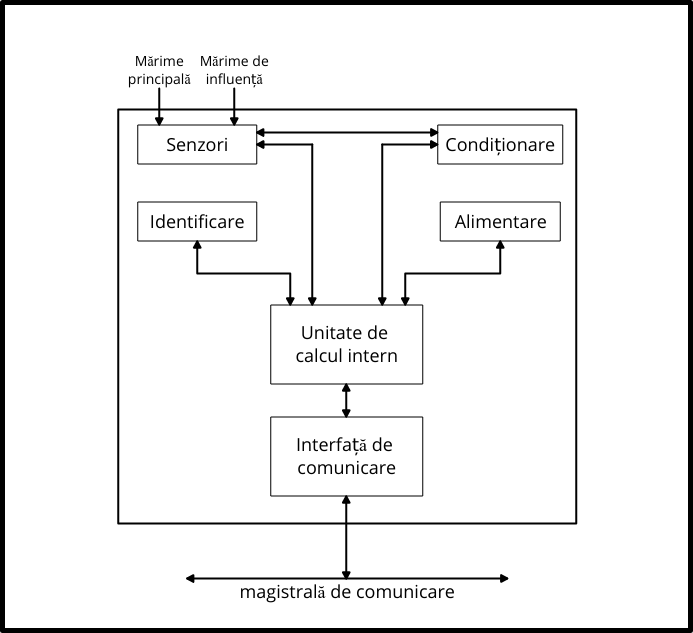 Mărime
principală
Mărime de
influență
Senzori
Condiționare
Identificare
Alimentare
Unitate de
calcul intern
Interfață de
comunicare
magistrală de comunicare